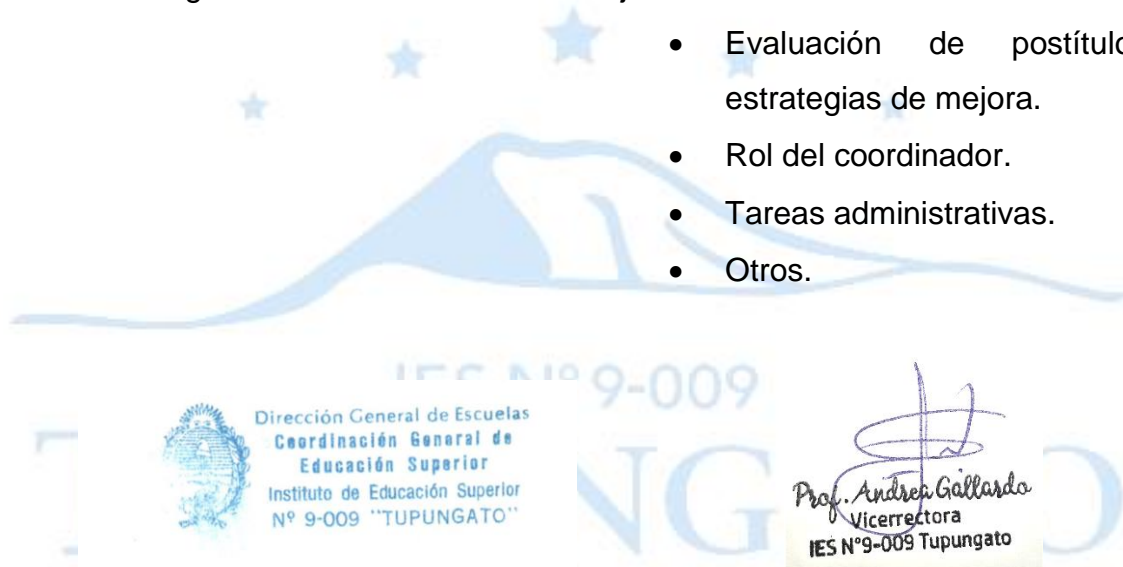 • Evaluación de postítulo
estrategias de mejora.
• Rol del coordinador.
• Tareas administrativas.
• Otros.
IES Nº 9-009
Dirección General de Escuelas
Coordinación General de
Educación Superior
Instituto de Educación Superior
Nº 9-009 "TUPUNGATO"
Prof. Andrea Gallardo
Vicerrectora
IES Nº9-009 Tupungato